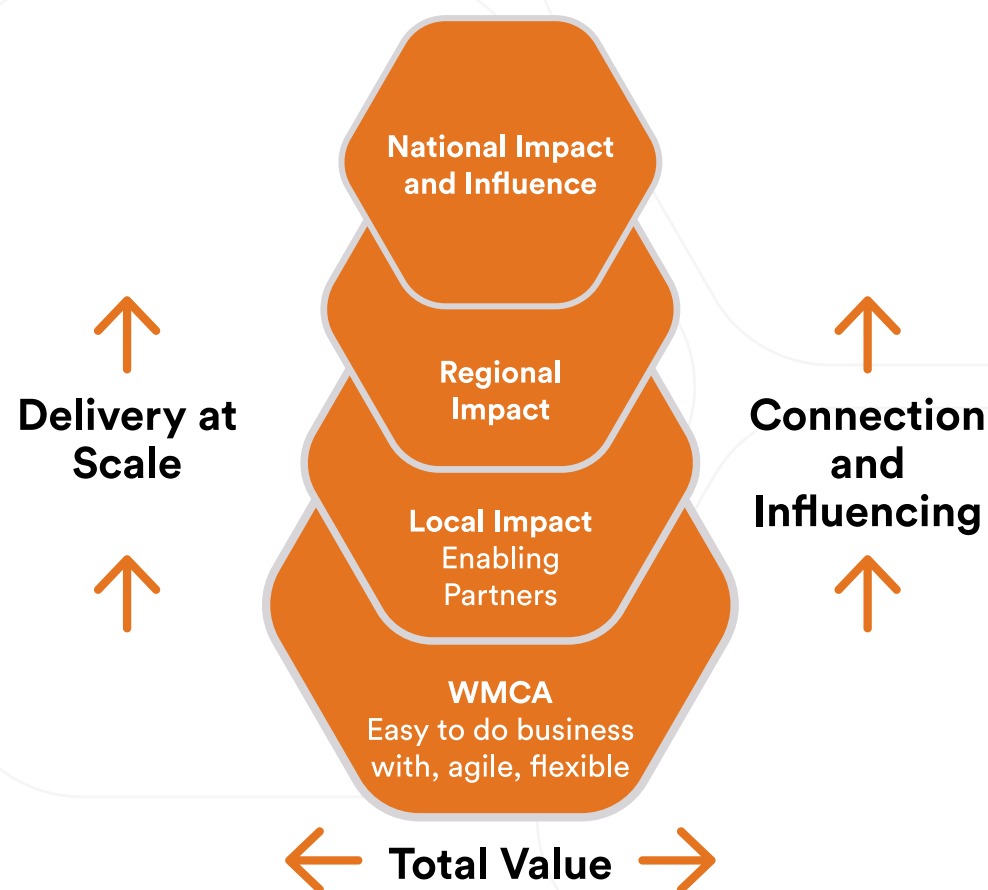 National Impact
and Influence
Regional
Impact
Delivery at
Scale
Connection
and
Influencing
Local Impact
Enabling
Partners
WMCA
Easy to do business
with, agile, flexible
Total Value